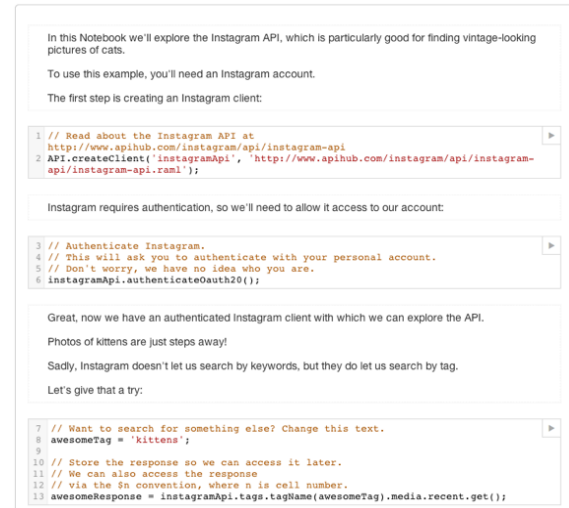 In this Notebook we'll explore the Instagram API, which is particularly good for finding vintage-looking
pictures of cats.
To use this example, you'll need an Instagram account.
The first step is creating an Instagram client:
1 // Read about the Instagram API at
http://www.apihub.com/instagram/api/instagram-api
2 API.createClient('instagramApi', 'http://www.apihub.com/instagram/api/instagram-
api/instagram-api.raml');
Instagram requires authentication, so we'll need to allow it access to our account:
3 // Authenticate Instagram.
4 // This will ask you to authenticate with your personal account.
5 // Don't worry, we have no idea who you are.
6 instagramApi.authenticateOauth20();
Great, now we have an authenticated Instagram client with which we can explore the API.
Photos of kittens are just steps away!
Sadly, Instagram doesn't let us search by keywords, but they do let us search by tag.
Let's give that a try:
7 // Want to search for something else? Change this text.
8 awesomeTag = 'kittens';
9
10 // Store the response so we can access it later.
11 // We can also access the response
12 // via the $n convention, where n is cell number.
13 awesomeResponse = instagramApi.tags.tagName(awesomeTag).media.recent.get();